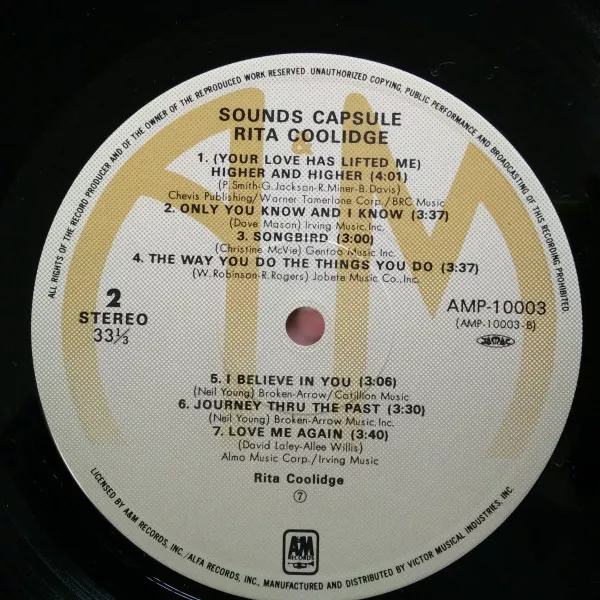 ALL RIGHTS OF THE RECORD PRODUCER AND OF THE OWNER OF THE REPRODUCED WORK RESERVED. UNAUTHORIZED COPYING, PUBLIC PERFORMANCE AND BROADCASTING OF THIS RECORDING PROHIBITED
SOUNDS CAPSULE
RITA COOLIDGE
1. (YOUR LOVE HAS LIFTED ME)
HIGHER AND HIGHER (4:01)
(P.Smith-G.Jackson-R.Miner-B.Davis)
Chevis Publishing/Warner Tamerlane Corp./BRC Music
2. ONLY YOU KNOW AND I KNOW (3:37)
(Dave Mason) Irving Music, Inc.
3. SONGBIRD (3:00)
(Christine McVie) Gentoo Music Inc.
4. THE WAY YOU DO THE THINGS YOU DO (3:37)
(W.Robinson-R.Rogers) Jobete Music Co., Inc.
2
STEREO
33⅓
AMP-10003
(AMP-10003-B)
JASRAC
5. I BELIEVE IN YOU (3:06)
(Neil Young) Broken-Arrow/Cotillion Music
6. JOURNEY THRU THE PAST (3:30)
(Neil Young) Broken-Arrow Music, Inc.
7. LOVE ME AGAIN (3:40)
(David Laley-Allee Willis)
Almo Music Corp./Irving Music
Rita Coolidge
⑦
A&M
RECORDS
LICENSED BY A&M RECORDS, INC./ALFA RECORDS, INC., MANUFACTURED AND DISTRIBUTED BY VICTOR MUSICAL INDUSTRIES, INC.